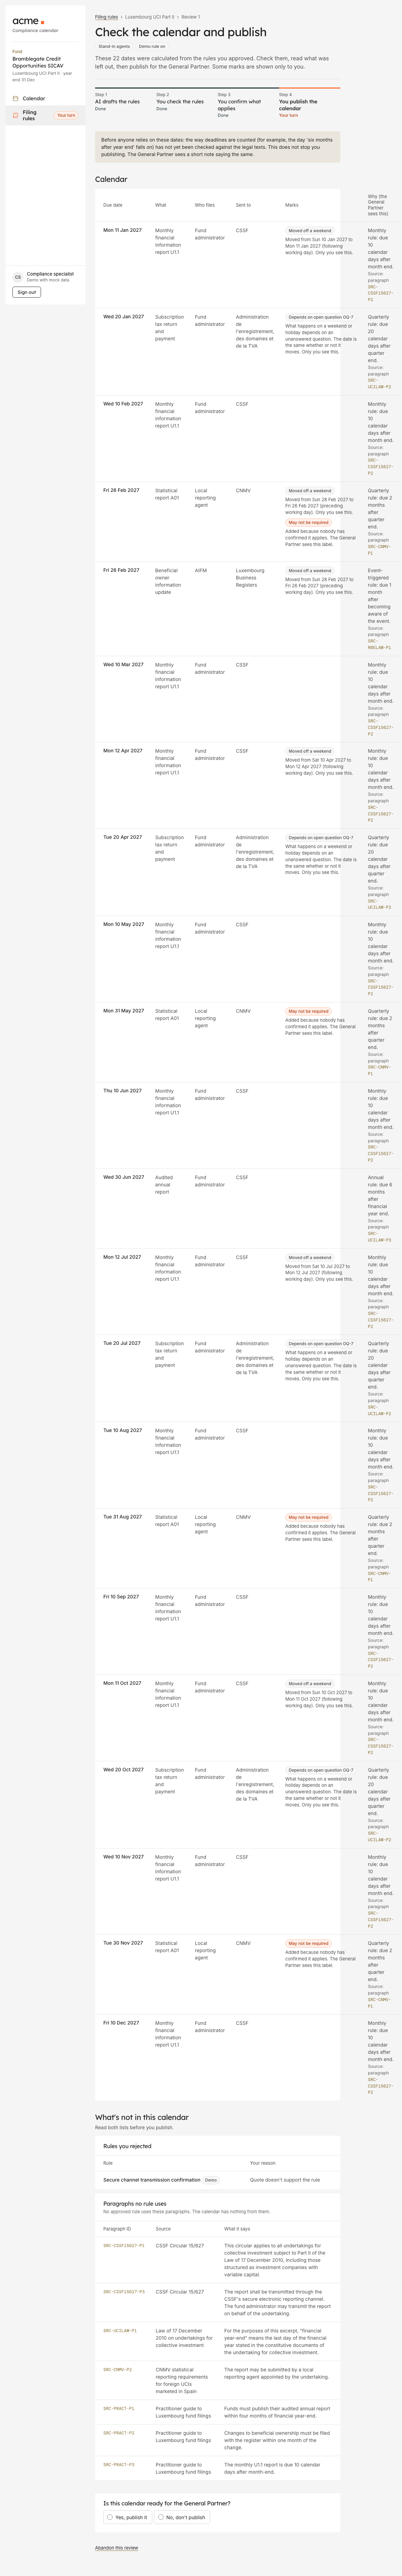 acme
Compliance calendar
Fund
Bramblegate Credit
Opportunities SICAV
Luxembourg UCI Part II · year
end 31 Dec
Calendar
Filing
rules
Your turn
CS
Compliance specialist
Demo with mock data
Sign out
Filing rules › Luxembourg UCI Part II › Review 1
Check the calendar and publish
Stand-in agents
Demo rule on
These 22 dates were calculated from the rules you approved. Check them, read what was
left out, then publish for the General Partner. Some marks are shown only to you.
Step 1
AI drafts the rules
Done
Step 2
You check the rules
Done
Step 3
You confirm what
applies
Done
Step 4
You publish the
calendar
Your turn
Before anyone relies on these dates: the way deadlines are counted (for example, the day 'six months
after year end' falls on) has not yet been checked against the legal texts. This does not stop you
publishing. The General Partner sees a short note saying the same.
Calendar
Due date
What
Who files
Sent to
Marks
Why (the
General
Partner
sees this)
Mon 11 Jan 2027
Monthly
financial
information
report U1.1
Fund
administrator
CSSF
Moved off a weekend
Moved from Sun 10 Jan 2027 to
Mon 11 Jan 2027 (following
working day). Only you see this.
Monthly
rule: due
10
calendar
days after
month end.
Source:
paragraph
SRC-
CSSF15627-
P2
Wed 20 Jan 2027
Subscription
tax return
and
payment
Fund
administrator
Administration
de
l'enregistrement,
des domaines et
de la TVA
Depends on open question OQ-7
What happens on a weekend or
holiday depends on an
unanswered question. The date is
the same whether or not it
moves. Only you see this.
Quarterly
rule: due
20
calendar
days after
quarter
end.
Source:
paragraph
SRC-
UCILAW-P2
Wed 10 Feb 2027
Monthly
financial
information
report U1.1
Fund
administrator
CSSF
Monthly
rule: due
10
calendar
days after
month end.
Source:
paragraph
SRC-
CSSF15627-
P2
Fri 26 Feb 2027
Statistical
report A01
Local
reporting
agent
CNMV
Moved off a weekend
Moved from Sun 28 Feb 2027 to
Fri 26 Feb 2027 (preceding
working day). Only you see this.
May not be required
Added because nobody has
confirmed it applies. The General
Partner sees this label.
Quarterly
rule: due 2
months
after
quarter
end.
Source:
paragraph
SRC-CNMV-
P1
Fri 26 Feb 2027
Beneficial
owner
information
update
AIFM
Luxembourg
Business
Registers
Moved off a weekend
Moved from Sun 28 Feb 2027 to
Fri 26 Feb 2027 (preceding
working day). Only you see this.
Event-
triggered
rule: due 1
month
after
becoming
aware of
the event.
Source:
paragraph
SRC-
RBELAW-P1
Wed 10 Mar 2027
Monthly
financial
information
report U1.1
Fund
administrator
CSSF
Monthly
rule: due
10
calendar
days after
month end.
Source:
paragraph
SRC-
CSSF15627-
P2
Mon 12 Apr 2027
Monthly
financial
information
report U1.1
Fund
administrator
CSSF
Moved off a weekend
Moved from Sat 10 Apr 2027 to
Mon 12 Apr 2027 (following
working day). Only you see this.
Monthly
rule: due
10
calendar
days after
month end.
Source:
paragraph
SRC-
CSSF15627-
P2
Tue 20 Apr 2027
Subscription
tax return
and
payment
Fund
administrator
Administration
de
l'enregistrement,
des domaines et
de la TVA
Depends on open question OQ-7
What happens on a weekend or
holiday depends on an
unanswered question. The date is
the same whether or not it
moves. Only you see this.
Quarterly
rule: due
20
calendar
days after
quarter
end.
Source:
paragraph
SRC-
UCILAW-P2
Mon 10 May 2027
Monthly
financial
information
report U1.1
Fund
administrator
CSSF
Monthly
rule: due
10
calendar
days after
month end.
Source:
paragraph
SRC-
CSSF15627-
P2
Mon 31 May 2027
Statistical
report A01
Local
reporting
agent
CNMV
May not be required
Added because nobody has
confirmed it applies. The General
Partner sees this label.
Quarterly
rule: due 2
months
after
quarter
end.
Source:
paragraph
SRC-CNMV-
P1
Thu 10 Jun 2027
Monthly
financial
information
report U1.1
Fund
administrator
CSSF
Monthly
rule: due
10
calendar
days after
month end.
Source:
paragraph
SRC-
CSSF15627-
P2
Wed 30 Jun 2027
Audited
annual
report
Fund
administrator
CSSF
Annual
rule: due 6
months
after
financial
year end.
Source:
paragraph
SRC-
UCILAW-P3
Mon 12 Jul 2027
Monthly
financial
information
report U1.1
Fund
administrator
CSSF
Moved off a weekend
Moved from Sat 10 Jul 2027 to
Mon 12 Jul 2027 (following
working day). Only you see this.
Monthly
rule: due
10
calendar
days after
month end.
Source:
paragraph
SRC-
CSSF15627-
P2
Tue 20 Jul 2027
Subscription
tax return
and
payment
Fund
administrator
Administration
de
l'enregistrement,
des domaines et
de la TVA
Depends on open question OQ-7
What happens on a weekend or
holiday depends on an
unanswered question. The date is
the same whether or not it
moves. Only you see this.
Quarterly
rule: due
20
calendar
days after
quarter
end.
Source:
paragraph
SRC-
UCILAW-P2
Tue 10 Aug 2027
Monthly
financial
information
report U1.1
Fund
administrator
CSSF
Monthly
rule: due
10
calendar
days after
month end.
Source:
paragraph
SRC-
CSSF15627-
P2
Tue 31 Aug 2027
Statistical
report A01
Local
reporting
agent
CNMV
May not be required
Added because nobody has
confirmed it applies. The General
Partner sees this label.
Quarterly
rule: due 2
months
after
quarter
end.
Source:
paragraph
SRC-CNMV-
P1
Fri 10 Sep 2027
Monthly
financial
information
report U1.1
Fund
administrator
CSSF
Monthly
rule: due
10
calendar
days after
month end.
Source:
paragraph
SRC-
CSSF15627-
P2
Mon 11 Oct 2027
Monthly
financial
information
report U1.1
Fund
administrator
CSSF
Moved off a weekend
Moved from Sun 10 Oct 2027 to
Mon 11 Oct 2027 (following
working day). Only you see this.
Monthly
rule: due
10
calendar
days after
month end.
Source:
paragraph
SRC-
CSSF15627-
P2
Wed 20 Oct 2027
Subscription
tax return
and
payment
Fund
administrator
Administration
de
l'enregistrement,
des domaines et
de la TVA
Depends on open question OQ-7
What happens on a weekend or
holiday depends on an
unanswered question. The date is
the same whether or not it
moves. Only you see this.
Quarterly
rule: due
20
calendar
days after
quarter
end.
Source:
paragraph
SRC-
UCILAW-P2
Wed 10 Nov 2027
Monthly
financial
information
report U1.1
Fund
administrator
CSSF
Monthly
rule: due
10
calendar
days after
month end.
Source:
paragraph
SRC-
CSSF15627-
P2
Tue 30 Nov 2027
Statistical
report A01
Local
reporting
agent
CNMV
May not be required
Added because nobody has
confirmed it applies. The General
Partner sees this label.
Quarterly
rule: due 2
months
after
quarter
end.
Source:
paragraph
SRC-CNMV-
P1
Fri 10 Dec 2027
Monthly
financial
information
report U1.1
Fund
administrator
CSSF
Monthly
rule: due
10
calendar
days after
month end.
Source:
paragraph
SRC-
CSSF15627-
P2
What's not in this calendar
Read both lists before you publish.
Rules you rejected
Rule
Your reason
Secure channel transmission confirmation Demo
Quote doesn't support the rule
Paragraphs no rule uses
No approved rule uses these paragraphs. The calendar has nothing from them.
Paragraph ID
Source
What it says
SRC-CSSF15627-P1
CSSF Circular 15/627
This circular applies to all undertakings for
collective investment subject to Part II of the
Law of 17 December 2010, including those
structured as investment companies with
variable capital.
SRC-CSSF15627-P3
CSSF Circular 15/627
The report shall be transmitted through the
CSSF's secure electronic reporting channel.
The fund administrator may transmit the report
on behalf of the undertaking.
SRC-UCILAW-P1
Law of 17 December
2010 on undertakings for
collective investment
For the purposes of this excerpt, "financial
year-end" means the last day of the financial
year stated in the constitutive documents of
the undertaking for collective investment.
SRC-CNMV-P2
CNMV statistical
reporting requirements
for foreign UCIs
marketed in Spain
The report may be submitted by a local
reporting agent appointed by the undertaking.
SRC-PRACT-P1
Practitioner guide to
Luxembourg fund filings
Funds must publish their audited annual report
within four months of financial year-end.
SRC-PRACT-P2
Practitioner guide to
Luxembourg fund filings
Changes to beneficial ownership must be filed
with the register within one month of the
change.
SRC-PRACT-P3
Practitioner guide to
Luxembourg fund filings
The monthly U1.1 report is due 10 calendar
days after month-end.
Is this calendar ready for the General Partner?
Yes, publish it
No, don't publish
Abandon this review